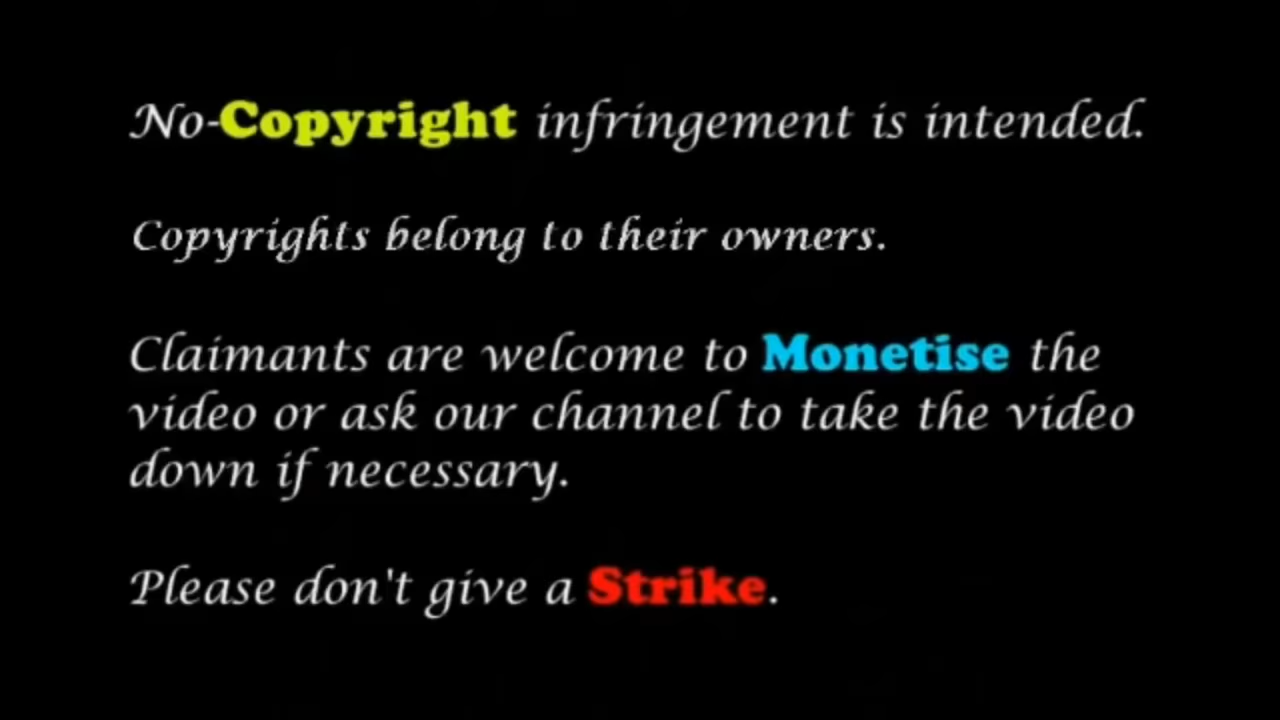 No-Copyright infringement is intended.
Copyrights belong to their owners.
Claimants are welcome to Monetise the
video or ask our channel to take the video
down if necessary.
Please don't give a Strike.